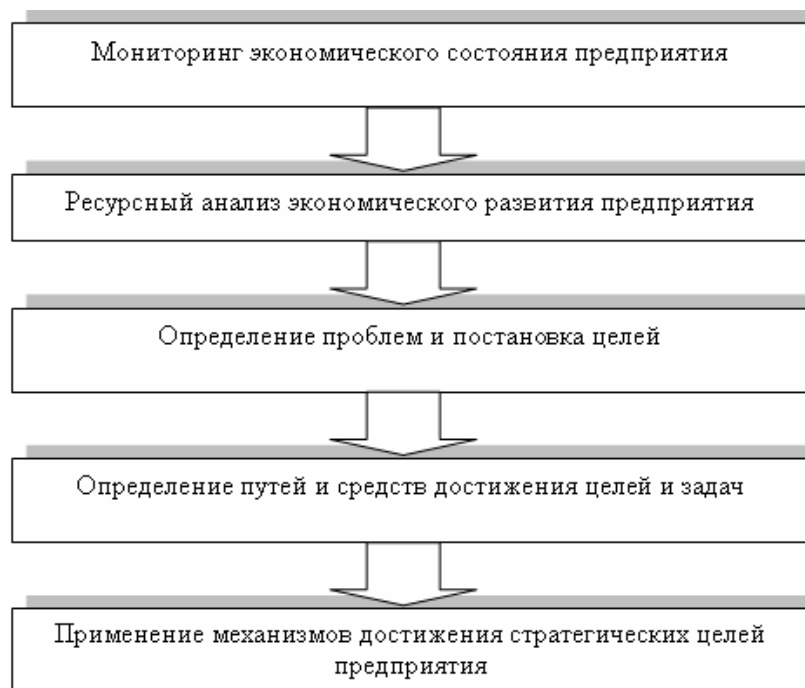 Мониторинг экономического состояния предприятия
Ресурсный анализ экономического развития предприятия
Определение проблем и постановка целей
Определение путей и средств достижения целей и задач
Применение механизмов достижения стратегических целей
предприятия